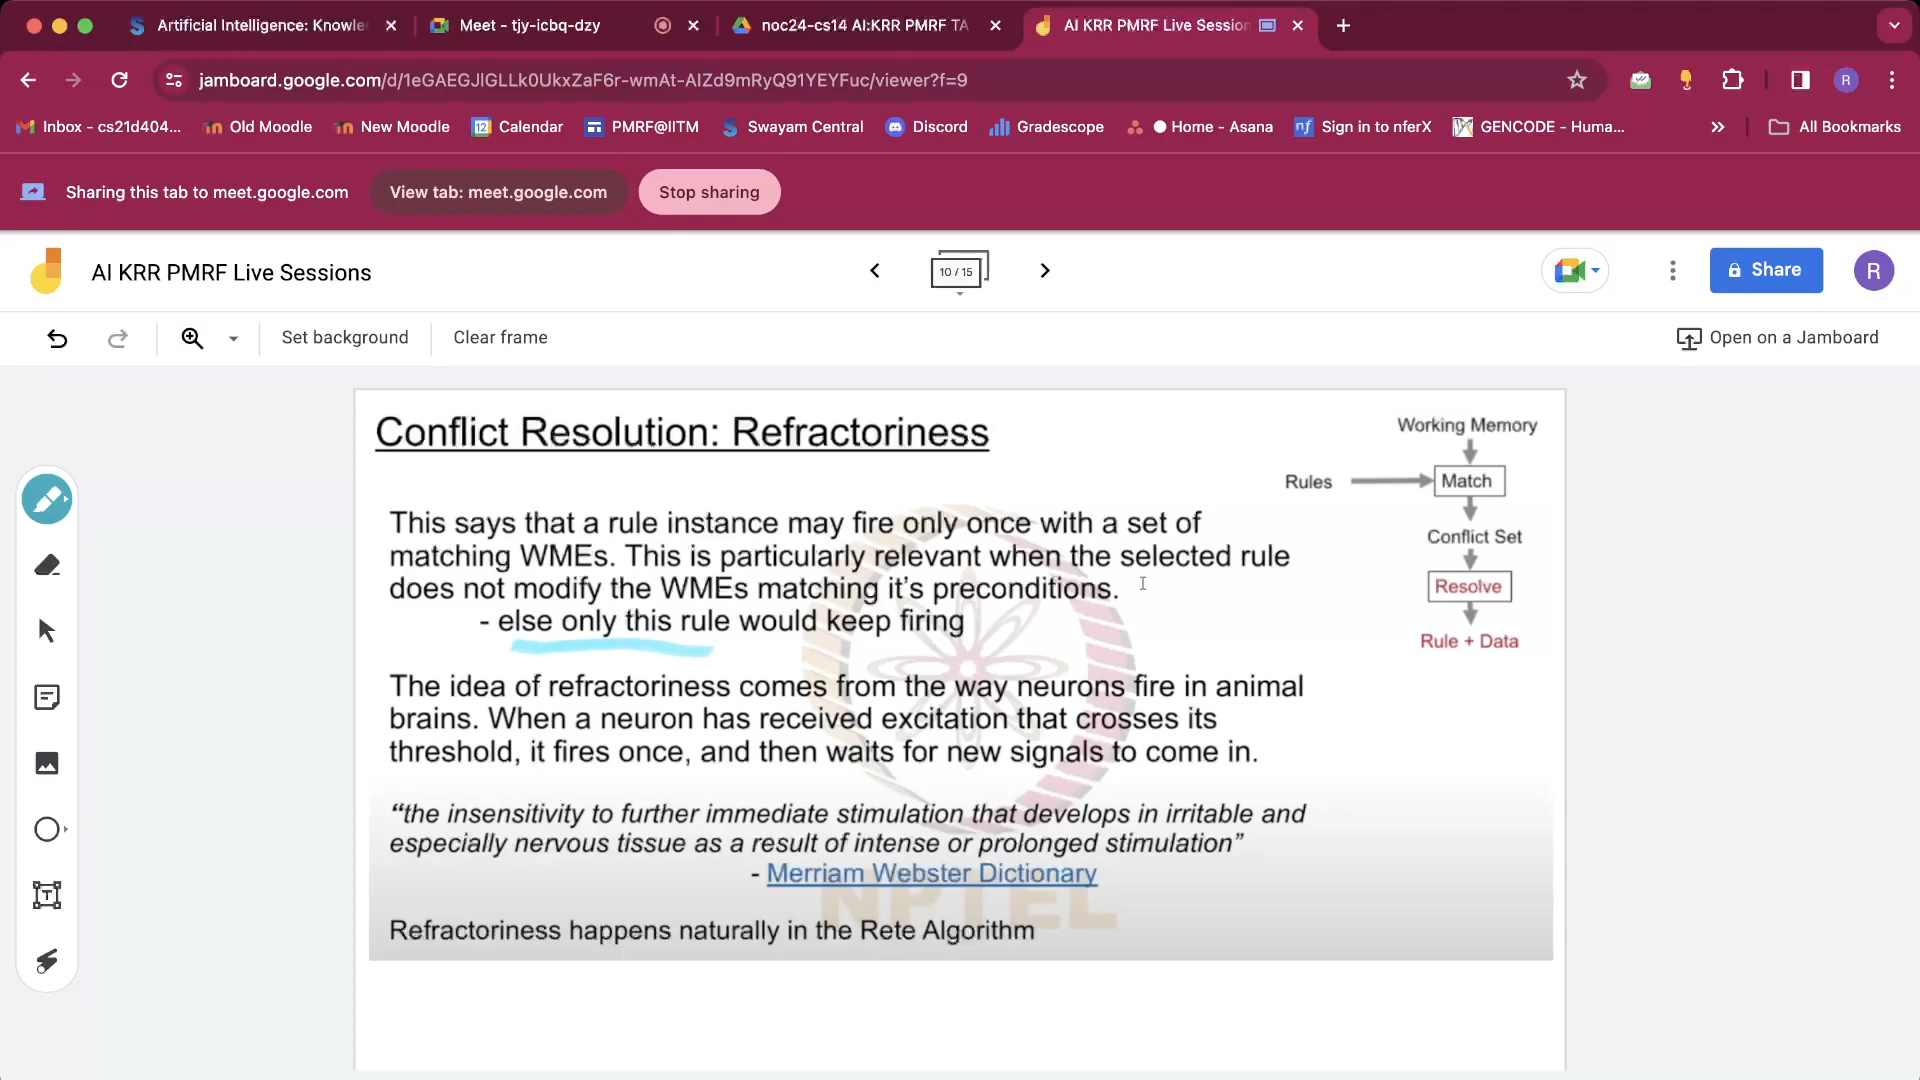 Artificial Intelligence: Knowle
Meet - tjy-icbq-dzy
noc24-cs14 AI:KRR PMRF TA
AI KRR PMRF Live Session
jamboard.google.com/d/1eGAEGJlGLLk0UkxZaF6r-wmAt-AIZd9mRyQ91YEYFuc/viewer?f=9
R
Inbox - cs21d404...
Old Moodle
New Moodle
12
Calendar
PMRF@IITM
Swayam Central
Discord
Gradescope
Home - Asana
nf
Sign in to nferX
GENCODE - Huma...
All Bookmarks
Sharing this tab to meet.google.com
View tab: meet.google.com
Stop sharing
AI KRR PMRF Live Sessions
10 / 15
Share
R
Set background
Clear frame
Open on a Jamboard
Conflict Resolution: Refractoriness
This says that a rule instance may fire only once with a set of
matching WMEs. This is particularly relevant when the selected rule
does not modify the WMEs matching it's preconditions.
- else only this rule would keep firing
The idea of refractoriness comes from the way neurons fire in animal
brains. When a neuron has received excitation that crosses its
threshold, it fires once, and then waits for new signals to come in.
“the insensitivity to further immediate stimulation that develops in irritable and
especially nervous tissue as a result of intense or prolonged stimulation”
- Merriam Webster Dictionary
Refractoriness happens naturally in the Rete Algorithm
NPTEL
Working Memory
Rules
Match
Conflict Set
Resolve
Rule + Data